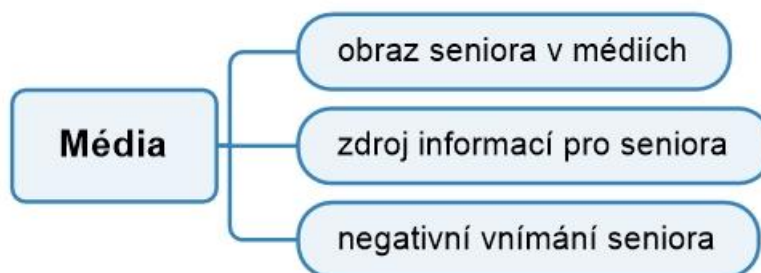 Média
obraz seniora v médiích
zdroj informací pro seniora
negativní vnímání seniora